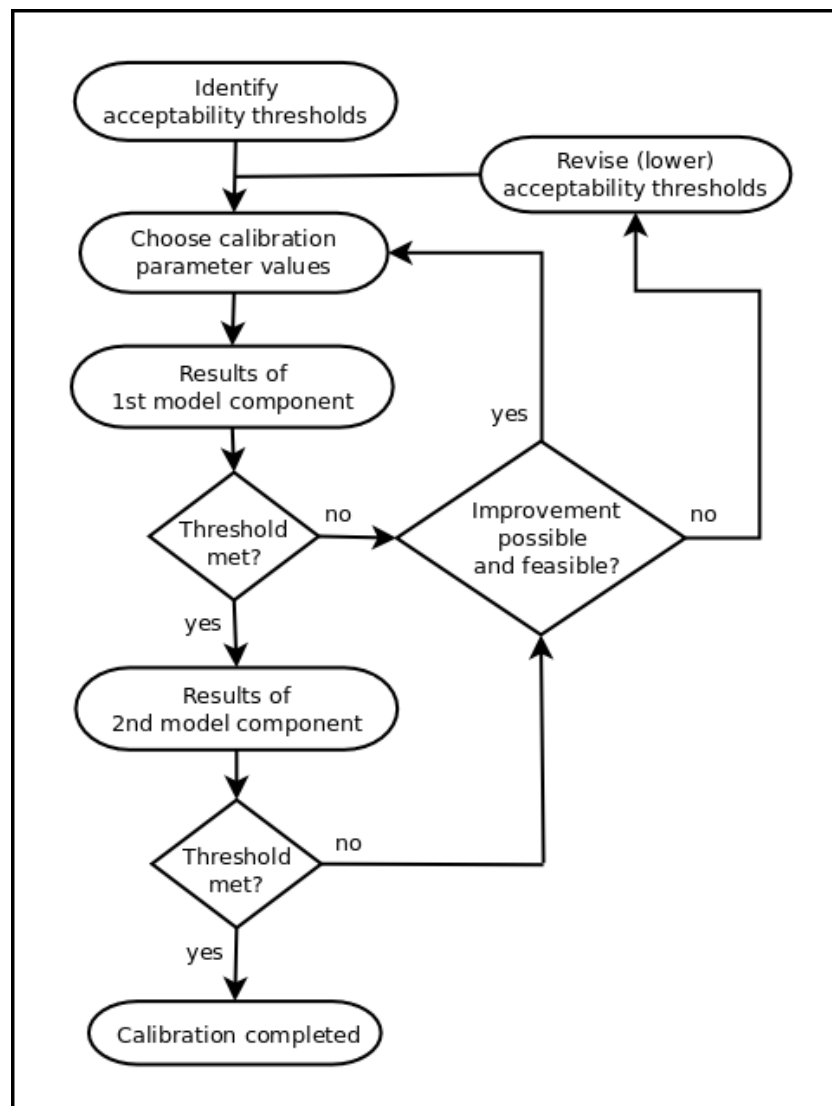 Identify
acceptability thresholds
Revise (lower)
acceptability thresholds
Choose calibration
parameter values
Results of
1st model component
yes
Threshold
met?
no
Improvement
possible
and feasible?
no
yes
Results of
2nd model component
Threshold
met?
no
yes
Calibration completed